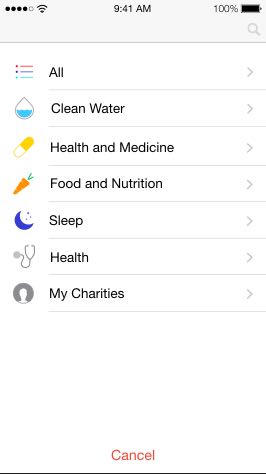 9:41 AM 100%
All
Clean Water
Health and Medicine
Food and Nutrition
Sleep
Health
My Charities
Cancel